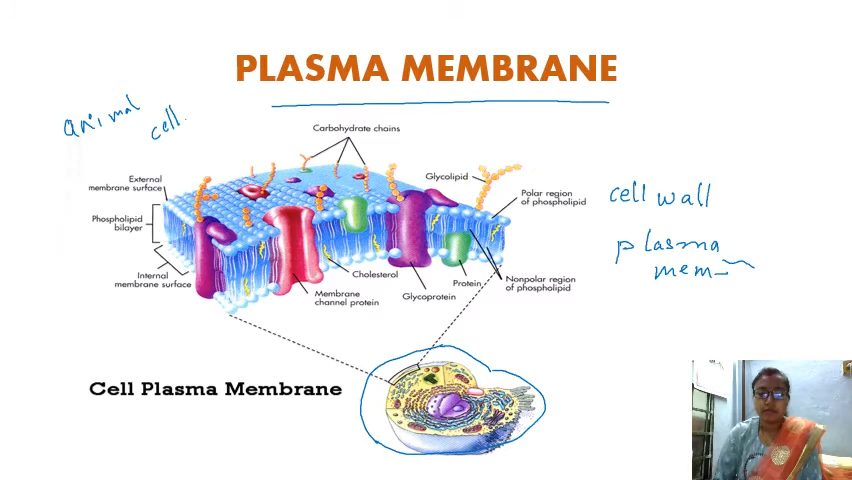 PLASMA MEMBRANE
animal
cell.
Carbohydrate chains
External
membrane surface
Glycolipid
Polar region
of phospholipid
cell wall
Phospholipid
bilayer
plasma
mem
Internal
membrane surface
Cholesterol
Protein
Nonpolar region
of phospholipid
Membrane
channel protein
Glycoprotein
Cell Plasma Membrane